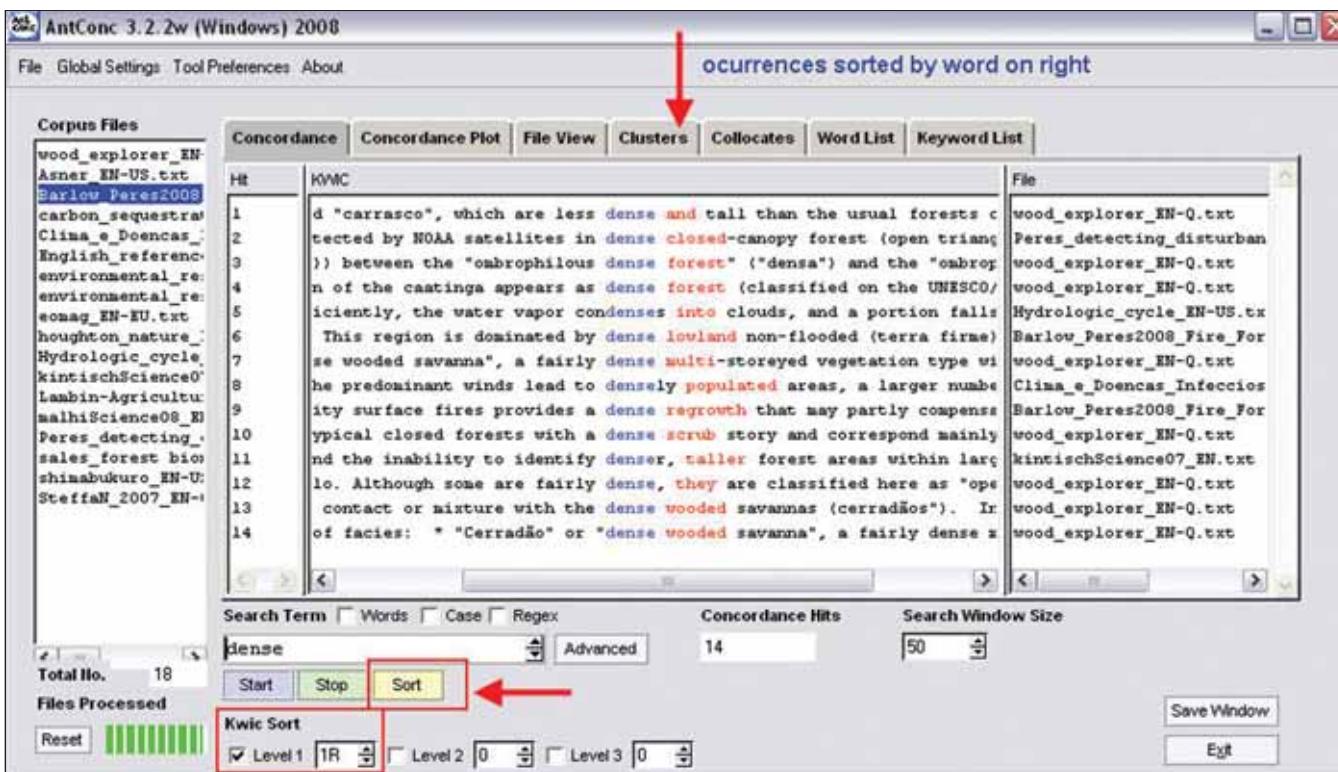 AntConc 3.2.2w (Windows) 2008
File Global Settings Tool Preferences About
ocurrences sorted by word on right
Corpus Files
wood_explorer_EN-
Asner_EN-US.txt
Barlow_Peres2008
carbon_sequestra
Clima_e_Doencas_
English_referenc
environmental_re
environmental_re
eomag_EN-EU.txt
houghton_nature_
Hydrologic_cycle_
kintischScience0
Lambin-Agricultu
malhiScience08_E
Peres_detecting_
sales_forest bio
shimabukuro_EN-U
SteffaN_2007_EN-
Total No. 18
Files Processed
Reset
Concordance Concordance Plot File View Clusters Collocates Word List Keyword List
Hit KWIC File
1 d "carrasco", which are less dense and tall than the usual forests c wood_explorer_EN-Q.txt
2 tected by NOAA satellites in dense closed-canopy forest (open triang Peres_detecting_disturban
3 )) between the "ombrophilous dense forest" ("densa") and the "ombrop wood_explorer_EN-Q.txt
4 n of the caatinga appears as dense forest (classified on the UNESCO/ wood_explorer_EN-Q.txt
5 iciently, the water vapor condenses into clouds, and a portion falls Hydrologic_cycle_EN-US.tx
6 This region is dominated by dense lowland non-flooded (terra firme) Barlow_Peres2008_Fire_For
7 se wooded savanna", a fairly dense multi-storeyed vegetation type wi wood_explorer_EN-Q.txt
8 he predominant winds lead to densely populated areas, a larger numbe Clima_e_Doencas_Infeccios
9 ity surface fires provides a dense regrowth that may partly compensa Barlow_Peres2008_Fire_For
10 ypical closed forests with a dense scrub story and correspond mainly wood_explorer_EN-Q.txt
11 nd the inability to identify denser, taller forest areas within larg kintischScience07_EN.txt
12 lo. Although some are fairly dense, they are classified here as "ope wood_explorer_EN-Q.txt
13 contact or mixture with the dense wooded savannas (cerradãos"). In wood_explorer_EN-Q.txt
14 of facies: * "Cerradão" or "dense wooded savanna", a fairly dense m wood_explorer_EN-Q.txt
Search Term Words Case Regex Concordance Hits Search Window Size
dense Advanced 14 50
Start Stop Sort
Kwic Sort
Level 1 1R Level 2 0 Level 3 0
Save Window
Exit